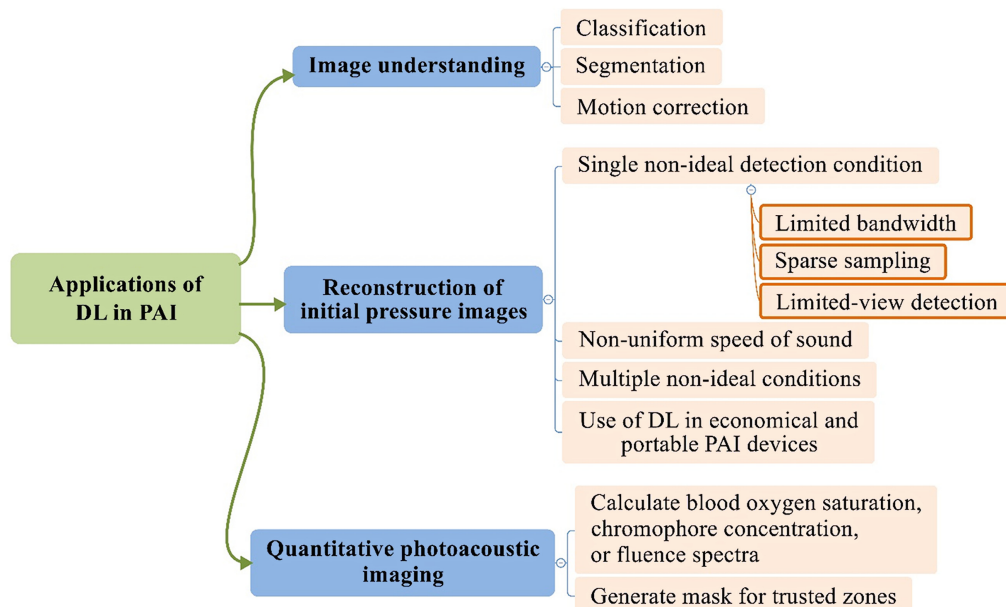 Applications of
DL in PAI
Image understanding
Classification
Segmentation
Motion correction
Reconstruction of
initial pressure images
Single non-ideal detection condition
Limited bandwidth
Sparse sampling
Limited-view detection
Non-uniform speed of sound
Multiple non-ideal conditions
Use of DL in economical and
portable PAI devices
Quantitative photoacoustic
imaging
Calculate blood oxygen saturation,
chromophore concentration,
or fluence spectra
Generate mask for trusted zones